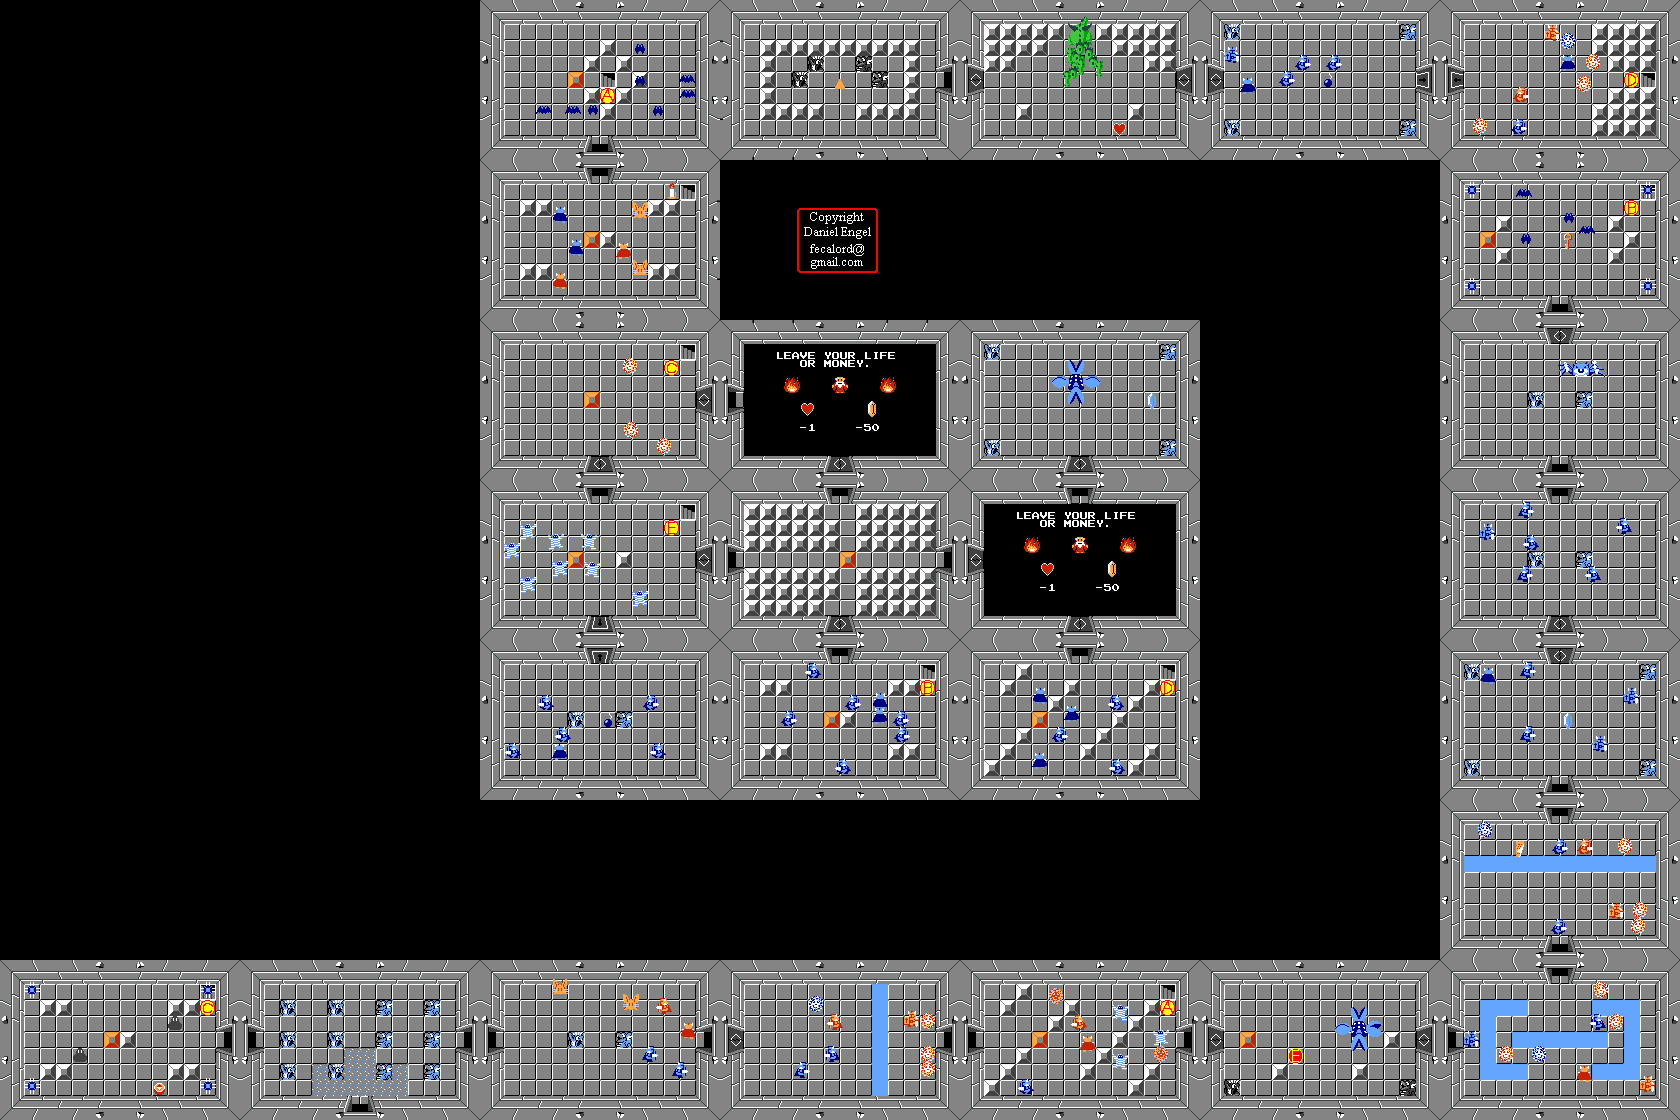 A
D
Copyright
Daniel Engel
fecalord@
gmail.com
B
C
LEAVE YOUR LIFE
OR MONEY.
-1 -50
E
LEAVE YOUR LIFE
OR MONEY.
-1 -50
B
D
C
A
E